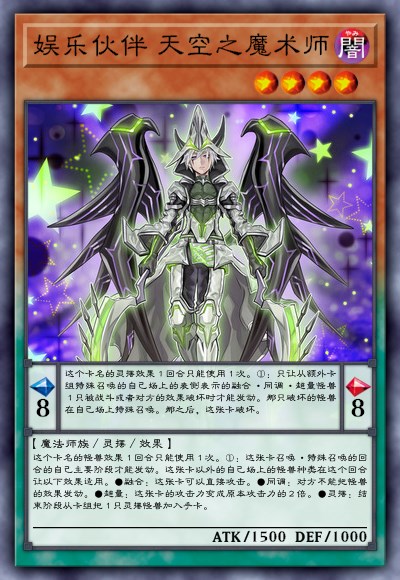 娱乐伙伴 天空之魔术师
やみ
闇
这个卡名的灵摆效果1回合只能使用1次。①：只让从额外卡
组特殊召唤的自己场上的表侧表示的融合·同调·超量怪兽
1只被战斗或者对方的效果破坏时才能发动。那只破坏的怪兽
在自己场上特殊召唤。那之后，这张卡破坏。
8
8
【魔法师族／灵摆／效果】
这个卡名的怪兽效果1回合只能使用1次。①：这张卡召唤·特殊召唤的回
合的自己主要阶段才能发动。这张卡以外的自己场上的怪兽种类在这个回合
让以下效果适用。●融合：这张卡可以直接攻击。●同调：对方不能把怪兽
的效果发动。●超量：这张卡的攻击力变成原本攻击力的2倍。●灵摆：结
束阶段从卡组把1只灵摆怪兽加入手卡。
ATK/1500 DEF/1000